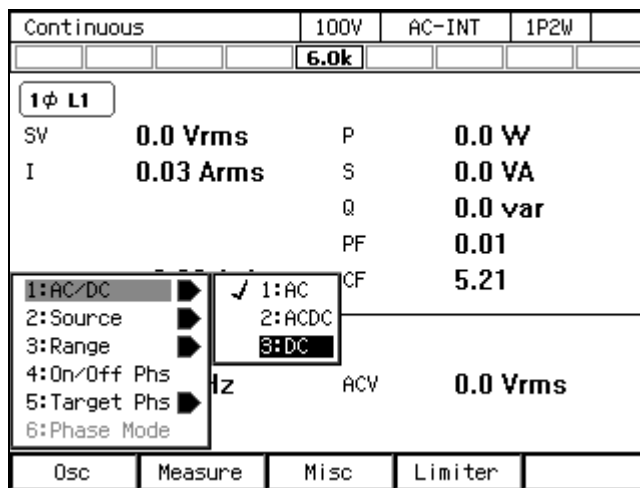 Continuous 100V AC-INT 1P2W
6.0k
1φ L1
SV 0.0 Vrms P 0.0 W
I 0.03 Arms S 0.0 VA
Q 0.0 var
PF 0.01
CF 5.21
1:AC/DC ✓ 1:AC
2:Source 2:ACDC
3:Range 3:DC
4:On/Off Phs
5:Target Phs Hz ACV 0.0 Vrms
6:Phase Mode
Osc Measure Misc Limiter